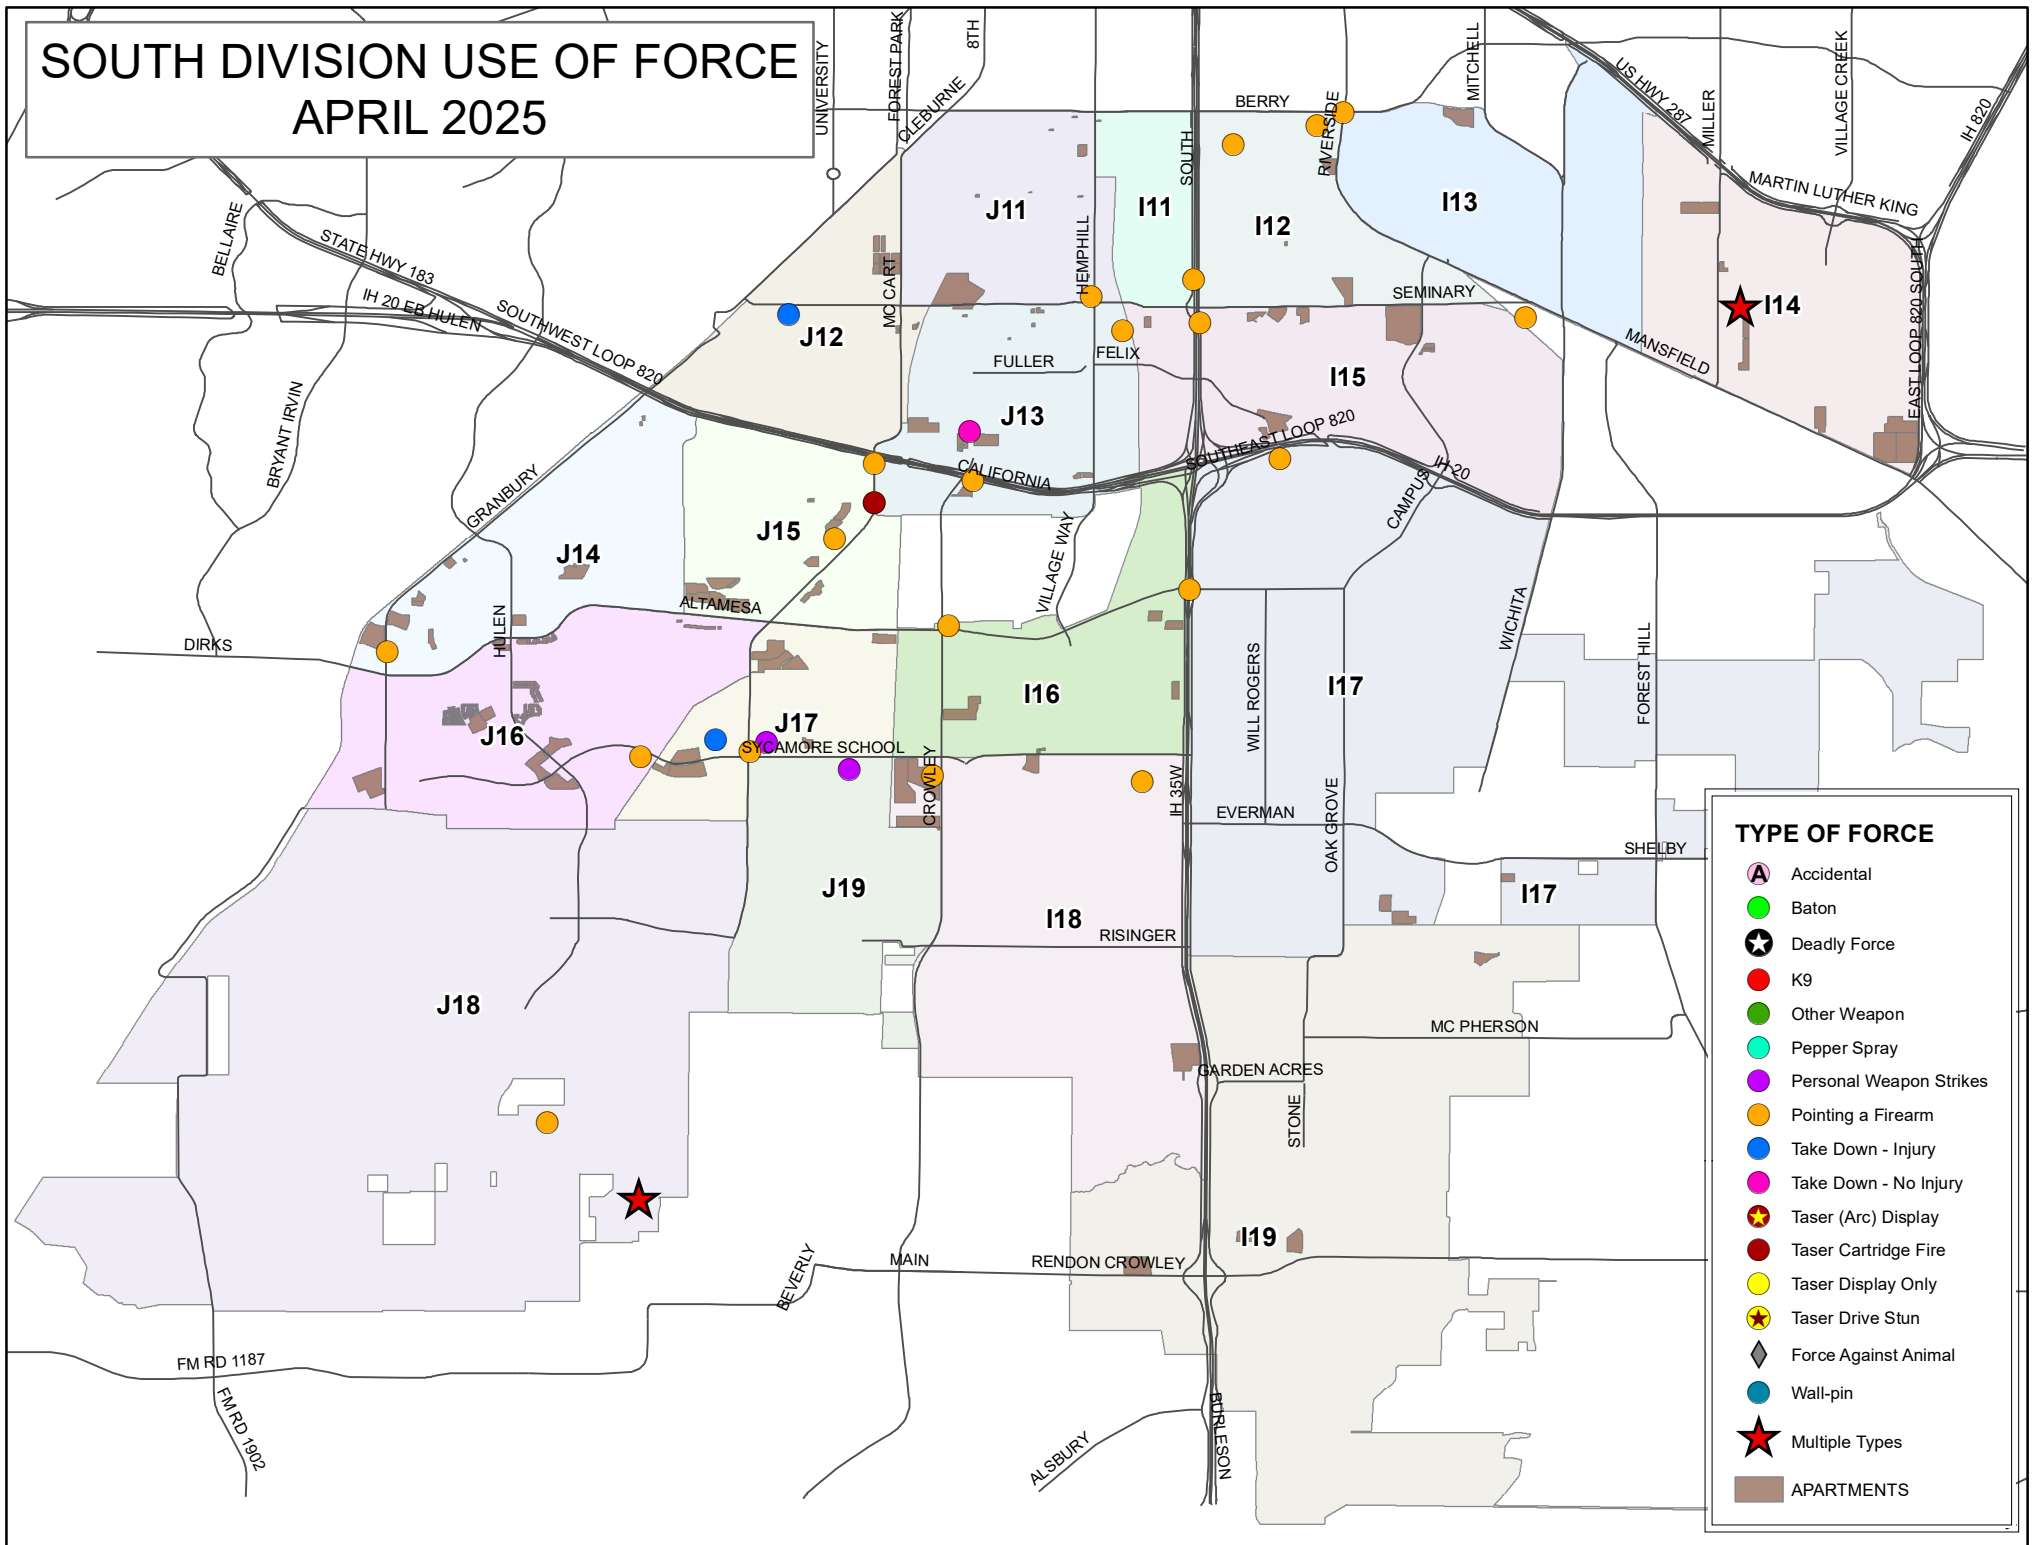 SOUTH DIVISION USE OF FORCE
APRIL 2025
UNIVERSITY
FOREST PARK
8TH
CLEBURNE
BERRY
RIVERSIDE
MITCHELL
US HWY 287
MILLER
VILLAGE CREEK
IH 820
MARTIN LUTHER KING
SOUTH
BELLAIRE
STATE HWY 183
IH 20 EB HULEN
SOUTHWEST LOOP 820
MC CART
HEMPHILL
J11
I11
I12
I13
I14
SEMINARY
EAST LOOP 820 SOUTH
MANSFIELD
J12
FULLER
FELIX
I15
J13
BRYANT IRVIN
GRANBURY
CALIFORNIA
SOUTHEAST LOOP 820
IH 20
CAMPUS
J15
J14
VILLAGE WAY
ALTAMESA
HULEN
DIRKS
WICHITA
FOREST HILL
WILL ROGERS
I16
I17
J16
J17
SYCAMORE SCHOOL
CROWLEY
IH 35W
EVERMAN
OAK GROVE
SHELBY
J19
I17
I18
RISINGER
J18
MC PHERSON
GARDEN ACRES
STONE
I19
BEVERLY
MAIN
RENDON CROWLEY
FM RD 1187
FM RD 1902
ALSBURY
BURLESON
TYPE OF FORCE
A Accidental
Baton
Deadly Force
K9
Other Weapon
Pepper Spray
Personal Weapon Strikes
Pointing a Firearm
Take Down - Injury
Take Down - No Injury
Taser (Arc) Display
Taser Cartridge Fire
Taser Display Only
Taser Drive Stun
Force Against Animal
Wall-pin
Multiple Types
APARTMENTS